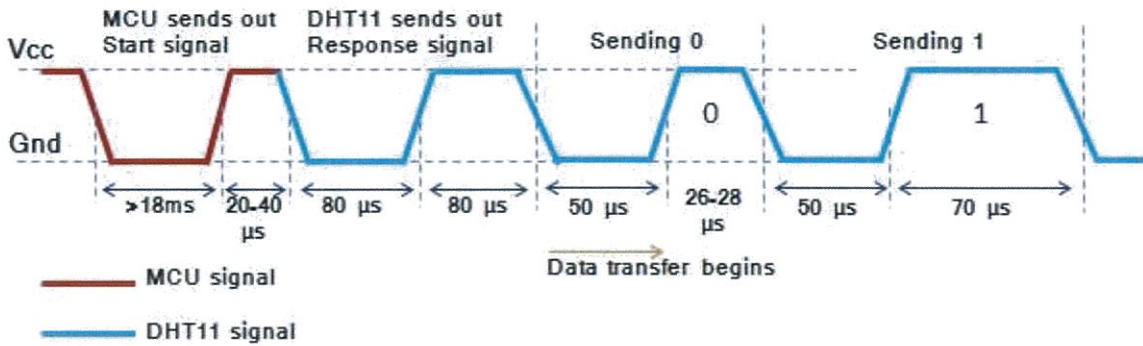 MCU sends out
Start signal
DHT11 sends out
Response signal
Sending 0
Sending 1
Vcc
Gnd
0
1
>18ms
20-40
µs
80 µs
80 µs
50 µs
26-28
µs
50 µs
70 µs
Data transfer begins
MCU signal
DHT11 signal